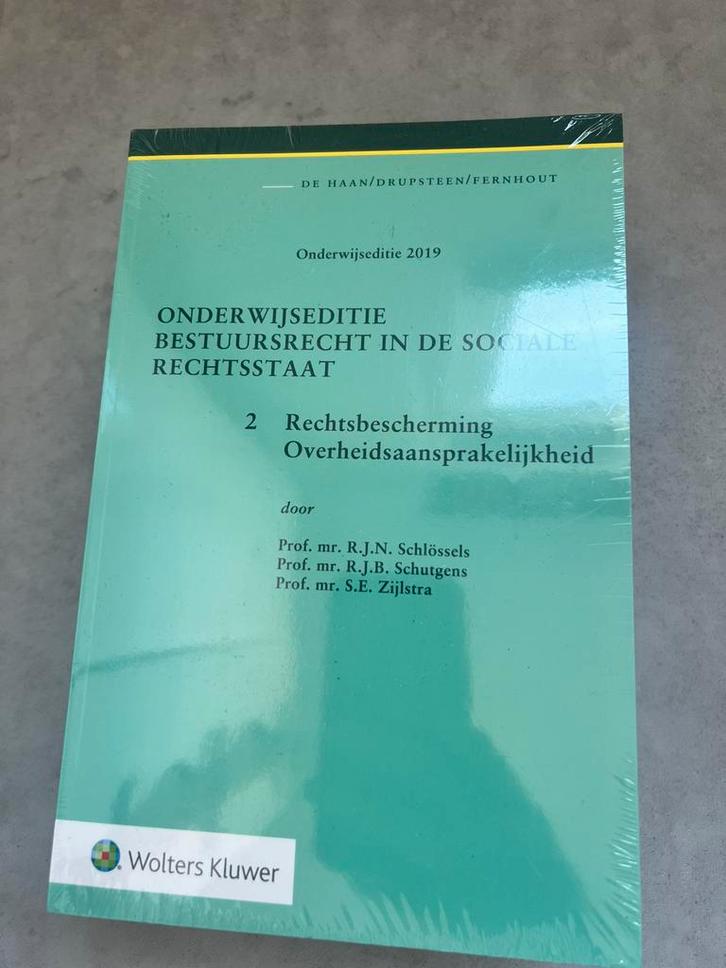 DE HAAN/DRUPSTEEN/FERNHOUT
Onderwijseditie 2019
ONDERWIJSEDITIE
BESTUURSRECHT IN DE SOCIALE
RECHTSSTAAT
2 Rechtsbescherming
Overheidsaansprakelijkheid
door
Prof. mr. R.J.N. Schlössels
Prof. mr. R.J.B. Schutgens
Prof. mr. S.E. Zijlstra
Wolters Kluwer